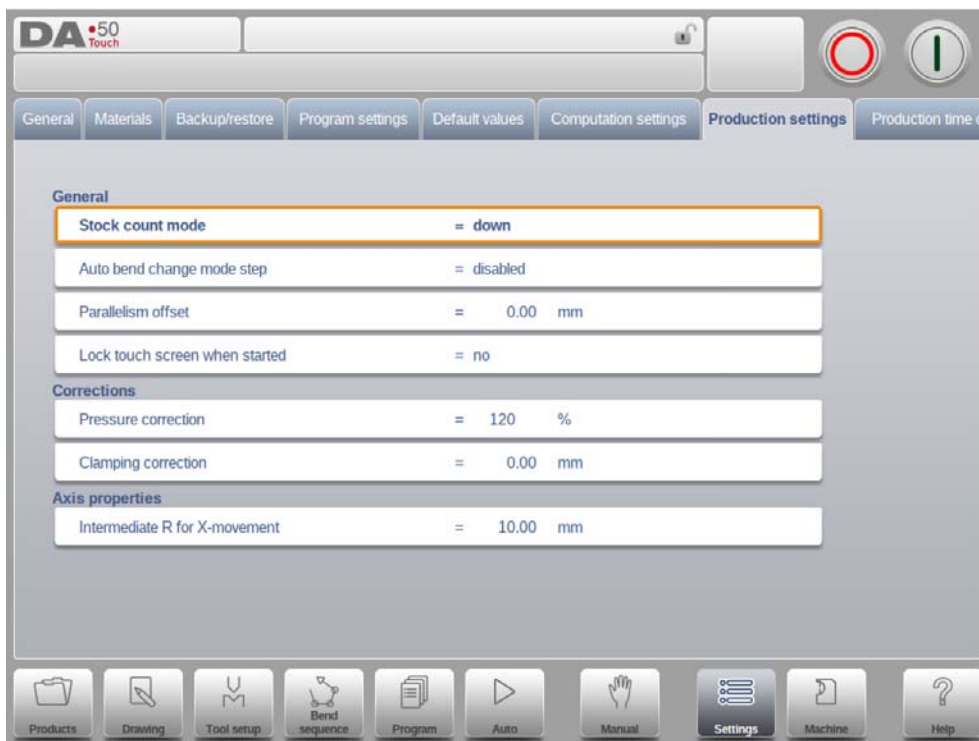 DA•50
Touch
General Materials Backup/restore Program settings Default values Computation settings Production settings Production time
General
Stock count mode = down
Auto bend change mode step = disabled
Parallelism offset = 0.00 mm
Lock touch screen when started = no
Corrections
Pressure correction = 120 %
Clamping correction = 0.00 mm
Axis properties
Intermediate R for X-movement = 10.00 mm
Products Drawing Tool setup Bend sequence Program Auto Manual Settings Machine Help